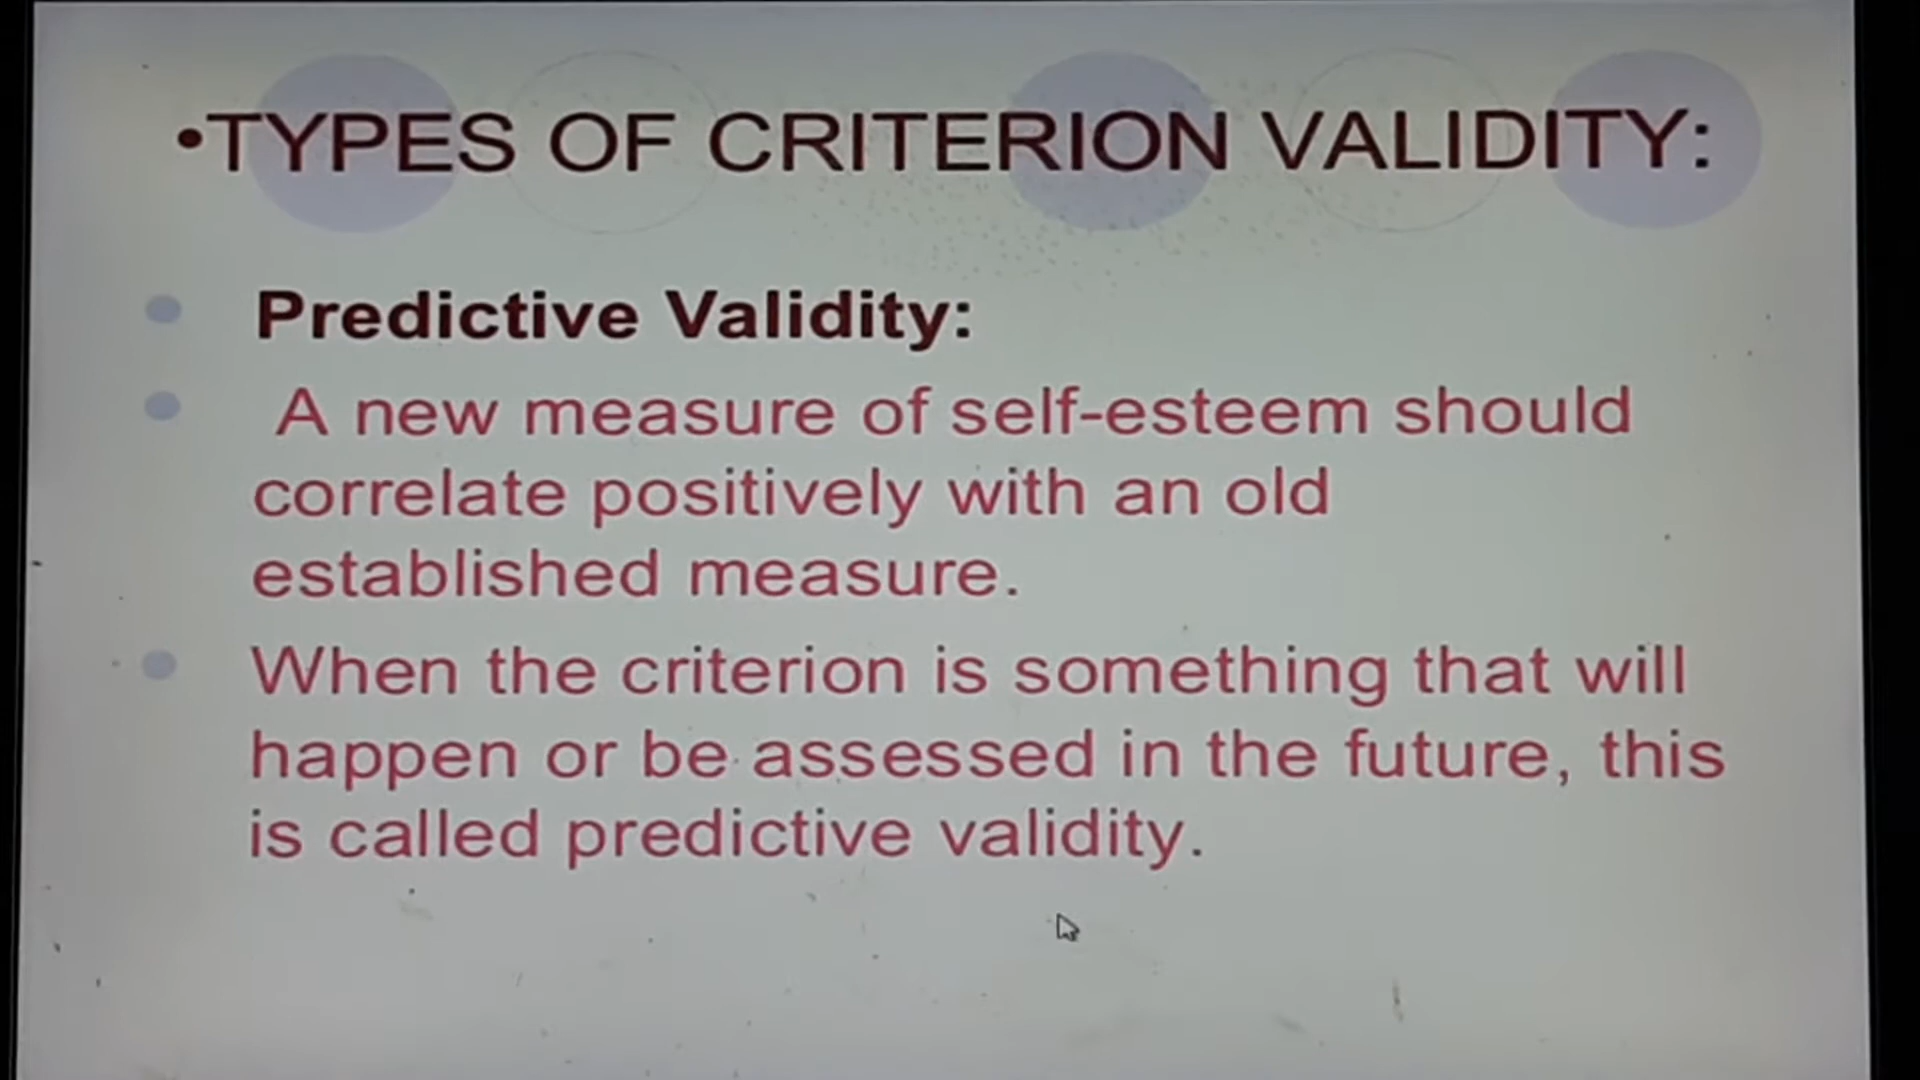 •TYPES OF CRITERION VALIDITY:
• Predictive Validity:
• A new measure of self-esteem should
correlate positively with an old
established measure.
• When the criterion is something that will
happen or be assessed in the future, this
is called predictive validity.